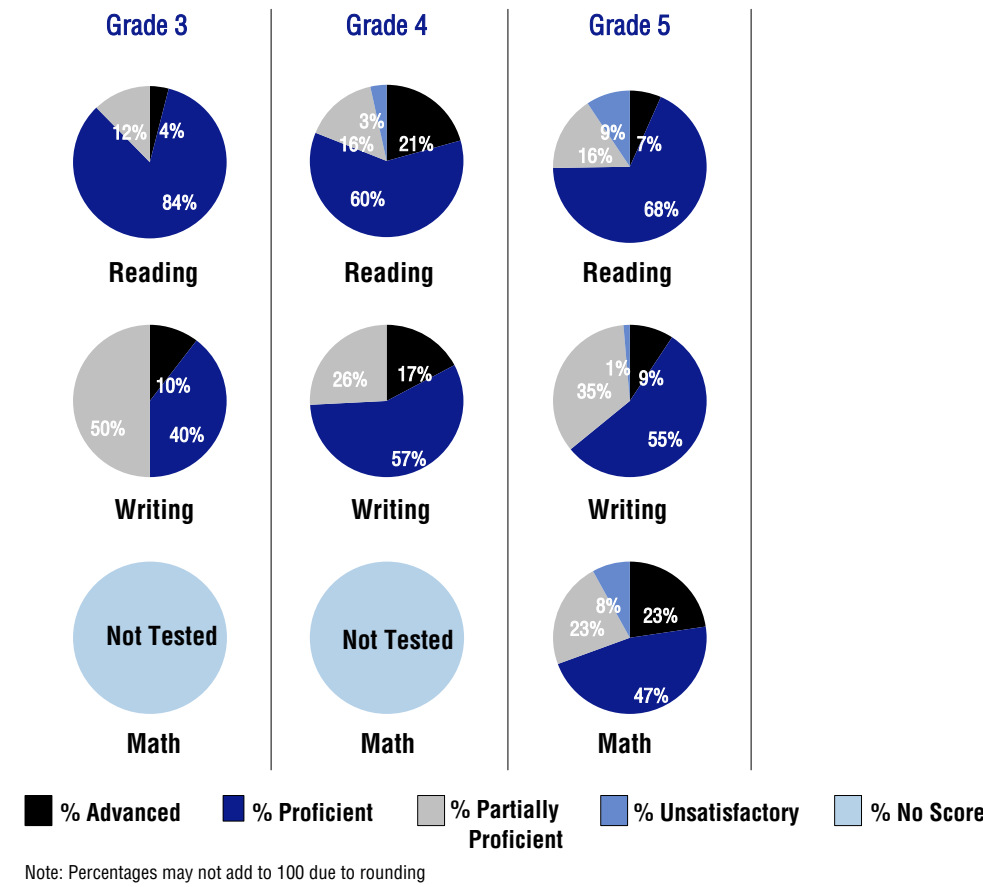 Grade 3
Grade 4
Grade 5
12%
4%
84%
Reading
3%
16%
21%
60%
Reading
9%
7%
16%
68%
Reading
10%
50%
40%
Writing
26%
17%
57%
Writing
1%
9%
35%
55%
Writing
Not Tested
Math
Not Tested
Math
8%
23%
23%
47%
Math
% Advanced
% Proficient
% Partially
Proficient
% Unsatisfactory
% No Score
Note: Percentages may not add to 100 due to rounding